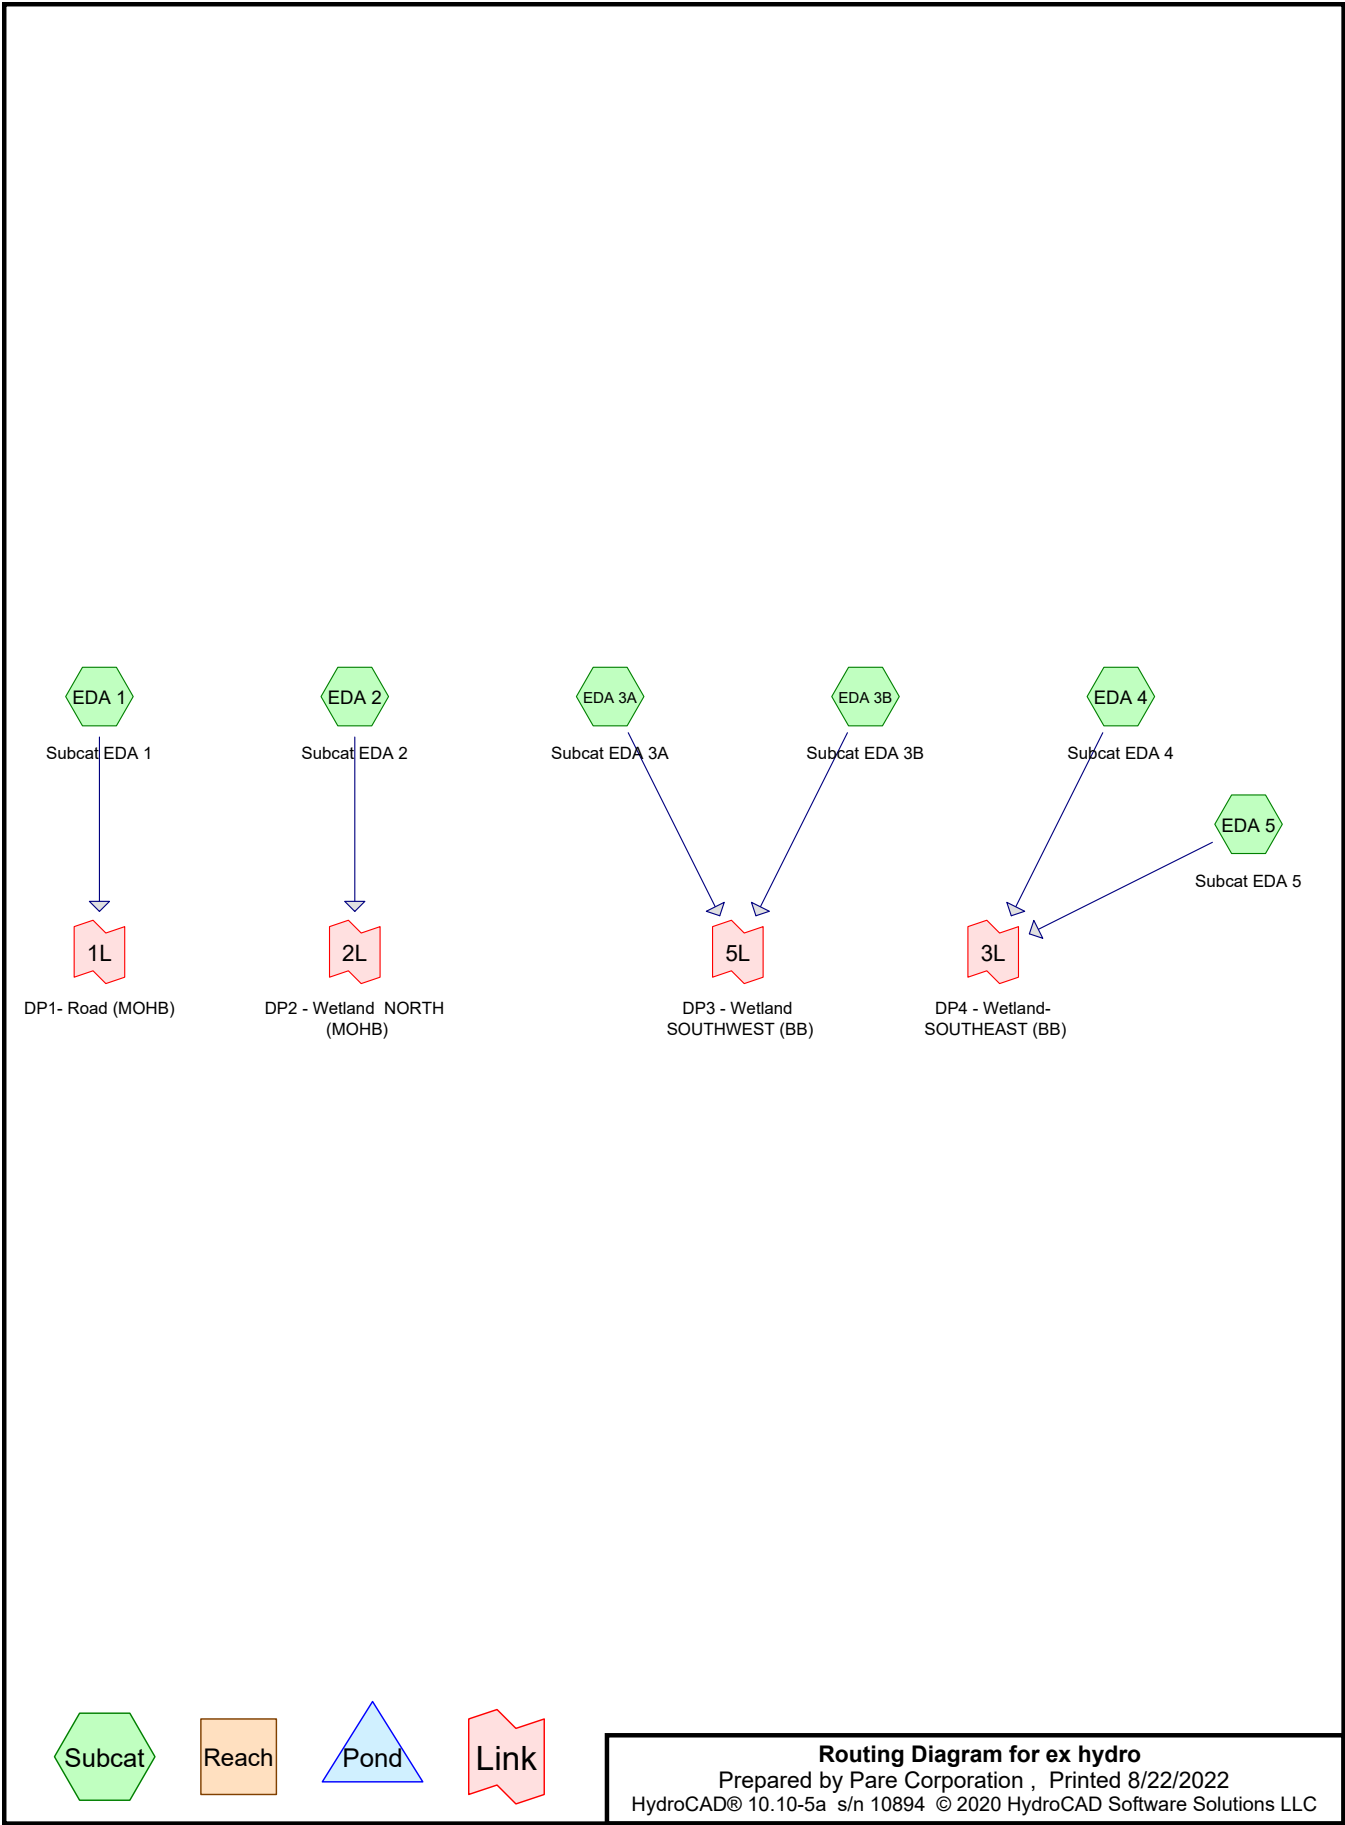 EDA 1
EDA 2
EDA 3A
EDA 3B
EDA 4
Subcat EDA 1
Subcat EDA 2
Subcat EDA 3A
Subcat EDA 3B
Subcat EDA 4
EDA 5
Subcat EDA 5
1L
2L
5L
3L
DP1- Road (MOHB)
DP2 - Wetland  NORTH
(MOHB)
DP3 - Wetland
SOUTHWEST (BB)
DP4 - Wetland-
SOUTHEAST (BB)
Subcat
Reach
Pond
Link
Routing Diagram for ex hydro
Prepared by Pare Corporation ,  Printed 8/22/2022
HydroCAD® 10.10-5a  s/n 10894  © 2020 HydroCAD Software Solutions LLC